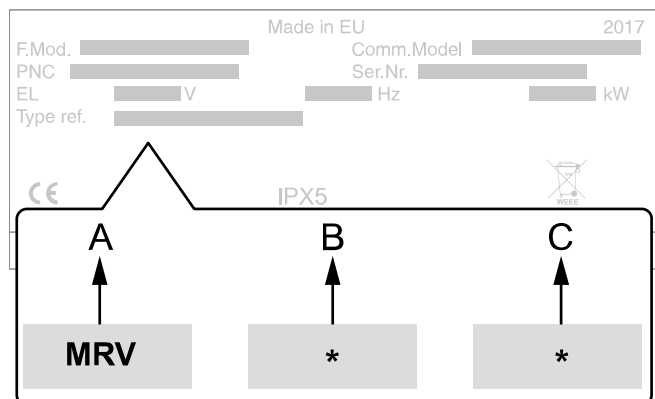 Made in EU 2017
F.Mod. Comm.Model
PNC Ser.Nr.
EL V Hz kW
Type ref.
CE IPX5 WEEE
A B C
MRV * *